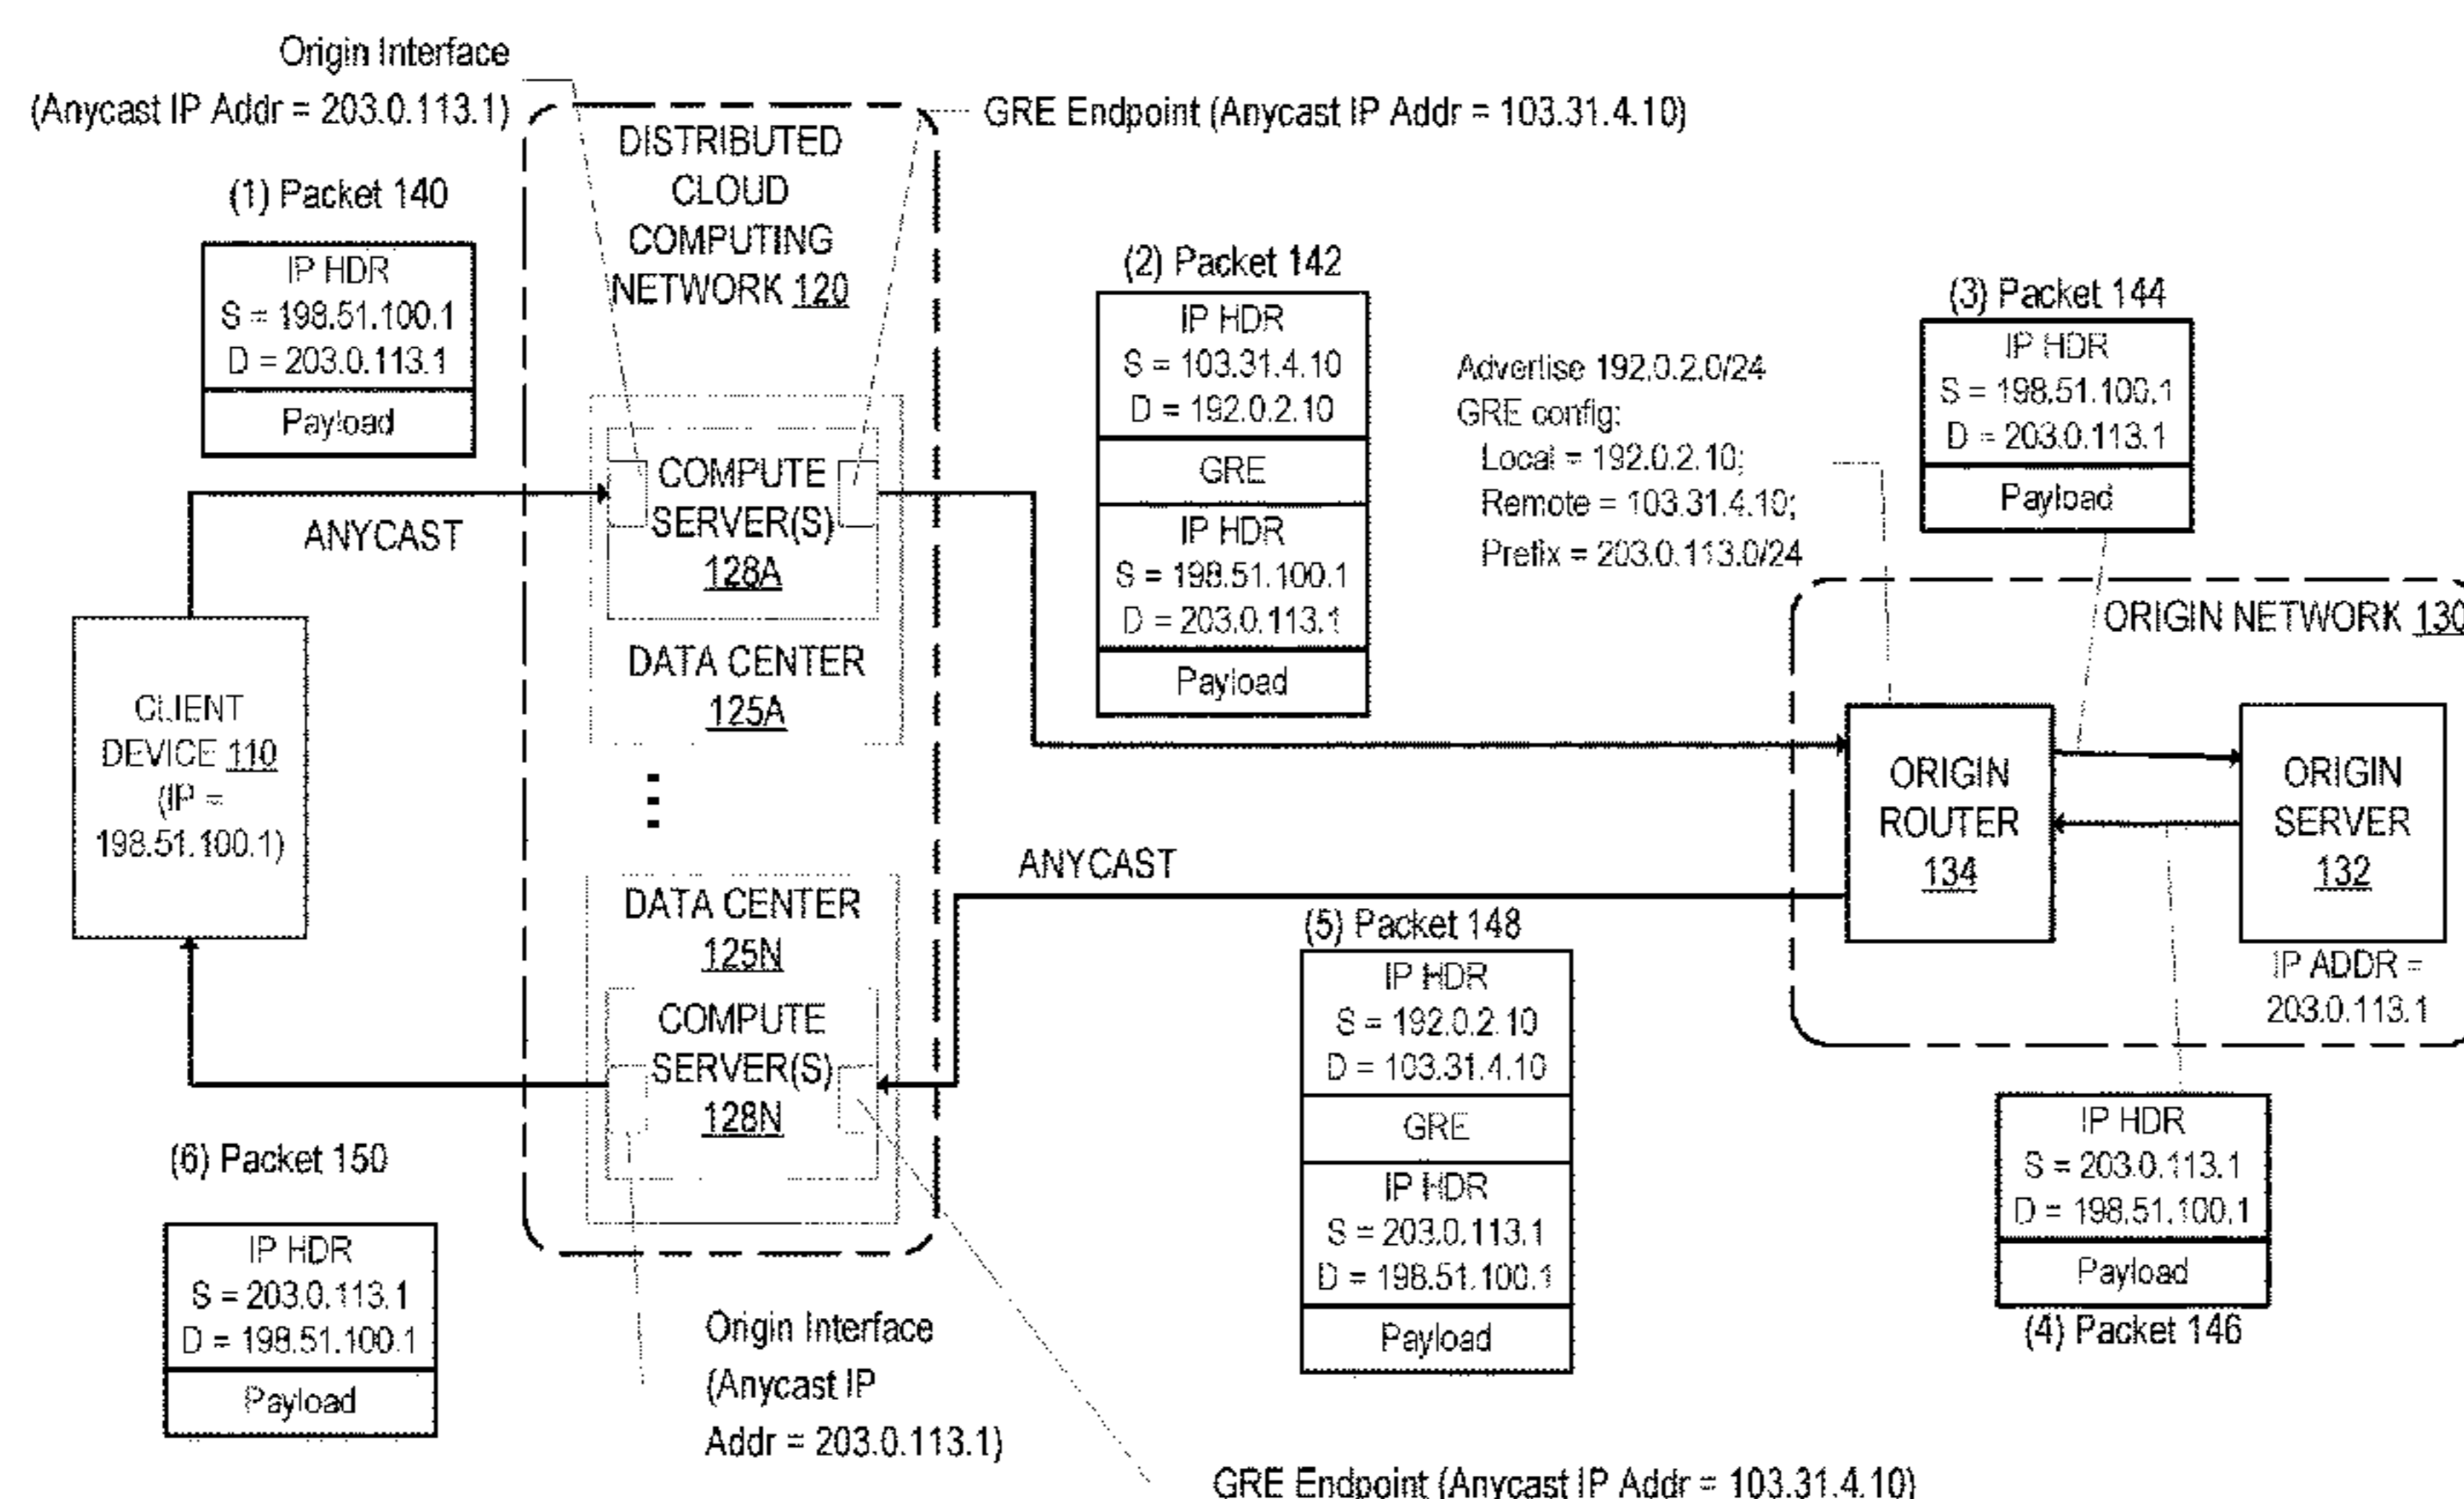 Origin Interface
(Anycast IP Addr = 203.0.113.1)
GRE Endpoint (Anycast IP Addr = 103.31.4.10)
DISTRIBUTED
CLOUD
COMPUTING
NETWORK 120
(1) Packet 140
IP HDR
S = 198.51.100.1
D = 203.0.113.1
Payload
ANYCAST
COMPUTE
SERVER(S)
128A
DATA CENTER
125A
(2) Packet 142
IP HDR
S = 103.31.4.10
D = 192.0.2.10
GRE
IP HDR
S = 198.51.100.1
D = 203.0.113.1
Payload
Advertise 192.0.2.0/24
GRE config:
Local = 192.0.2.10;
Remote = 103.31.4.10;
Prefix = 203.0.113.0/24
(3) Packet 144
IP HDR
S = 198.51.100.1
D = 203.0.113.1
Payload
ORIGIN NETWORK 130
CLIENT
DEVICE 110
(IP =
198.51.100.1)
ORIGIN
ROUTER
134
ORIGIN
SERVER
132
IP ADDR =
203.0.113.1
ANYCAST
DATA CENTER
125N
COMPUTE
SERVER(S)
128N
(5) Packet 148
IP HDR
S = 192.0.2.10
D = 103.31.4.10
GRE
IP HDR
S = 203.0.113.1
D = 198.51.100.1
Payload
IP HDR
S = 203.0.113.1
D = 198.51.100.1
Payload
(4) Packet 146
(6) Packet 150
IP HDR
S = 203.0.113.1
D = 198.51.100.1
Payload
Origin Interface
(Anycast IP
Addr = 203.0.113.1)
GRE Endpoint (Anycast IP Addr = 103.31.4.10)